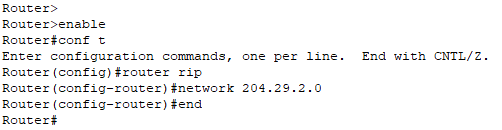 Router>
Router>enable
Router#conf t
Enter configuration commands, one per line.  End with CNTL/Z.
Router(config)#router rip
Router(config-router)#network 204.29.2.0
Router(config-router)#end
Router#